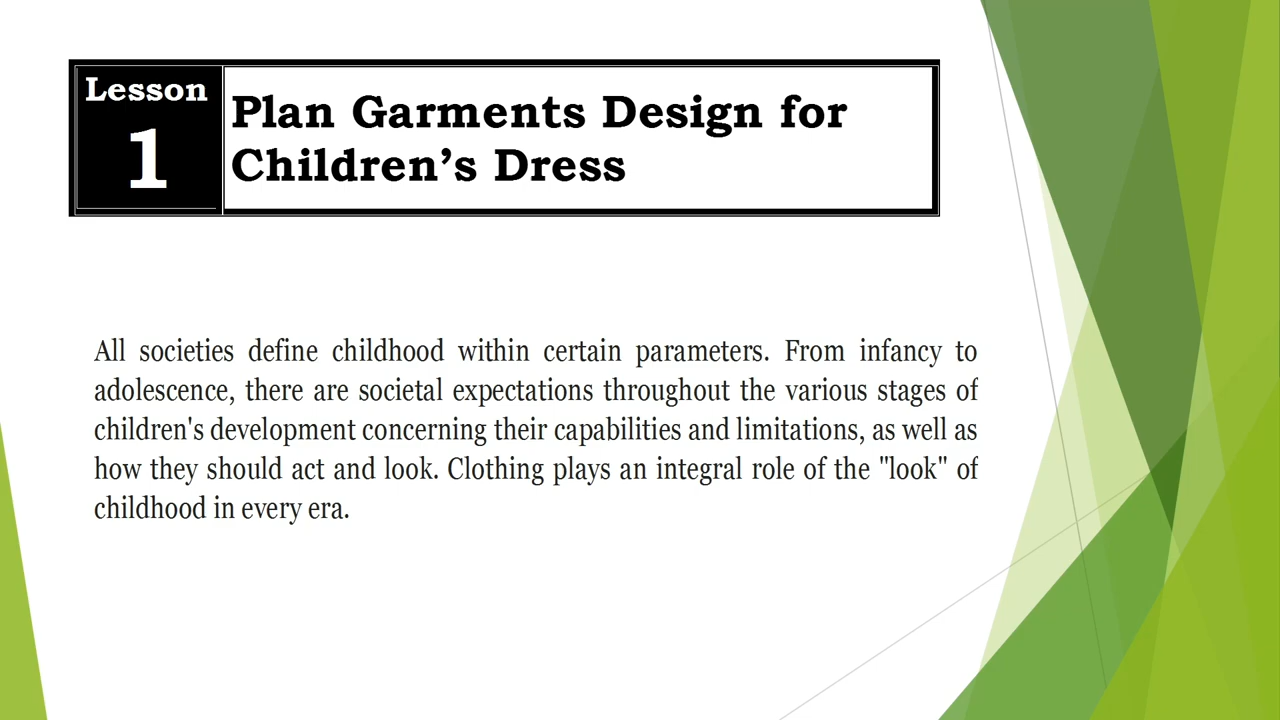 Lesson
1
Plan Garments Design for
Children’s Dress
All societies define childhood within certain parameters. From infancy to
adolescence, there are societal expectations throughout the various stages of
children's development concerning their capabilities and limitations, as well as
how they should act and look. Clothing plays an integral role of the "look" of
childhood in every era.